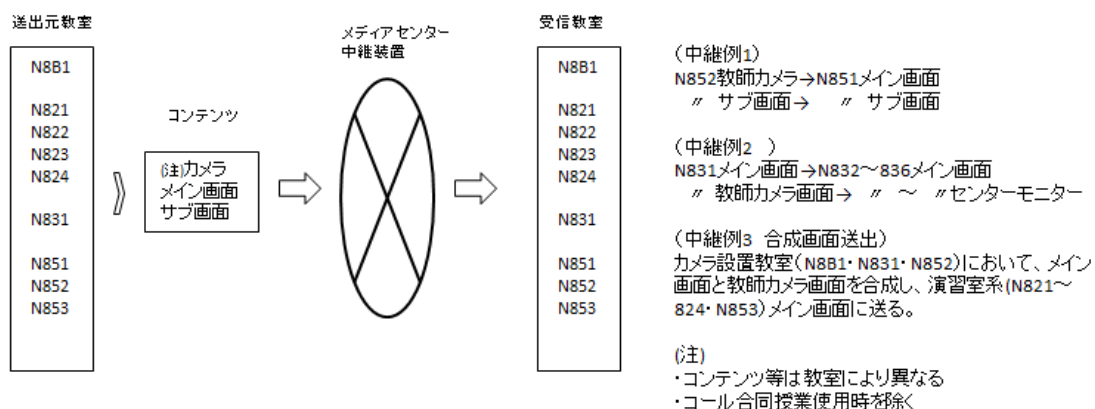 送出元教室
N8B1
N821
N822
N823
N824
N831
N851
N852
N853
コンテンツ
(注)カメラ
メイン画面
サブ画面
メディアセンター
中継装置
受信教室
N8B1
N821
N822
N823
N824
N831
N851
N852
N853
（中継例1）
N852教師カメラ→N851メイン画面
〃 サブ画面→ 〃 サブ画面
（中継例2 ）
N831メイン画面→N832～836メイン画面
〃 教師カメラ画面→ 〃 ～ 〃センターモニター
（中継例3 合成画面送出）
カメラ設置教室（N8B1・N831・N852）において、メイン
画面と教師カメラ画面を合成し、演習室系(N821～
824・N853)メイン画面に送る。
(注)
・コンテンツ等は教室により異なる
・コール合同授業使用時を除く